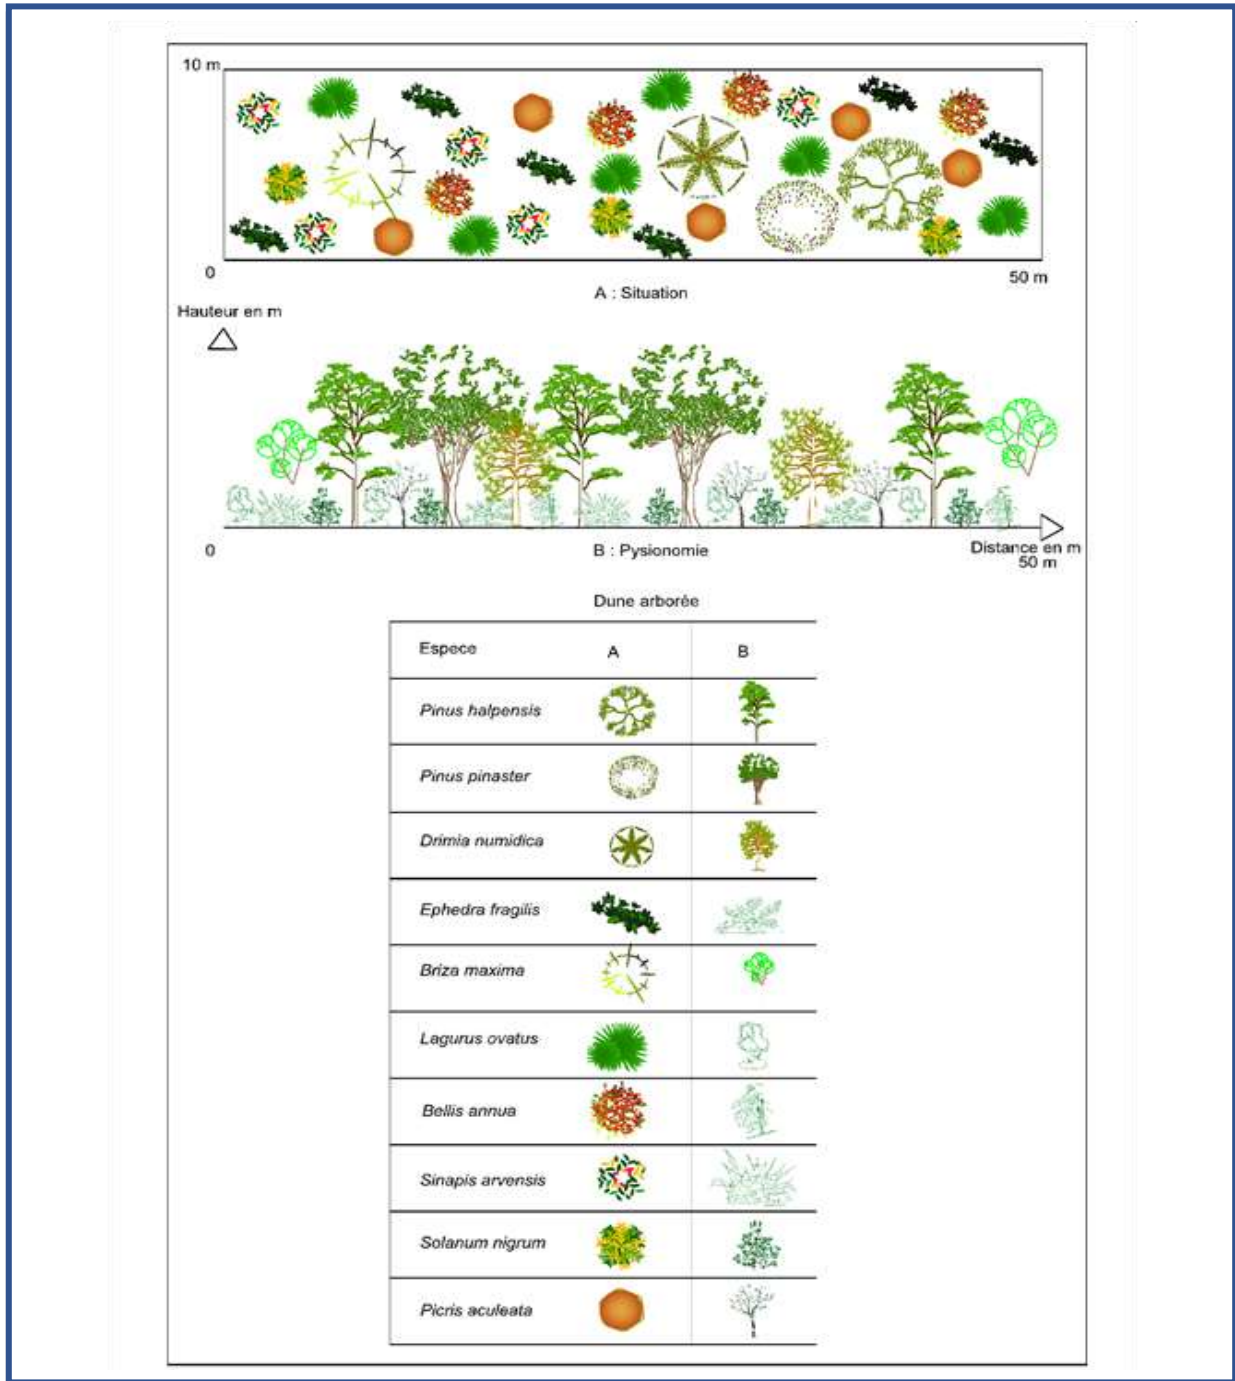 10 m
0
50 m
A : Situation
Hauteur en m
0
B : Pysionomie
Distance en m
50 m
Dune arborée
Espece A B
Pinus halpensis
Pinus pinaster
Drimia numidica
Ephedra fragilis
Briza maxima
Lagurus ovatus
Bellis annua
Sinapis arvensis
Solanum nigrum
Picris aculeata